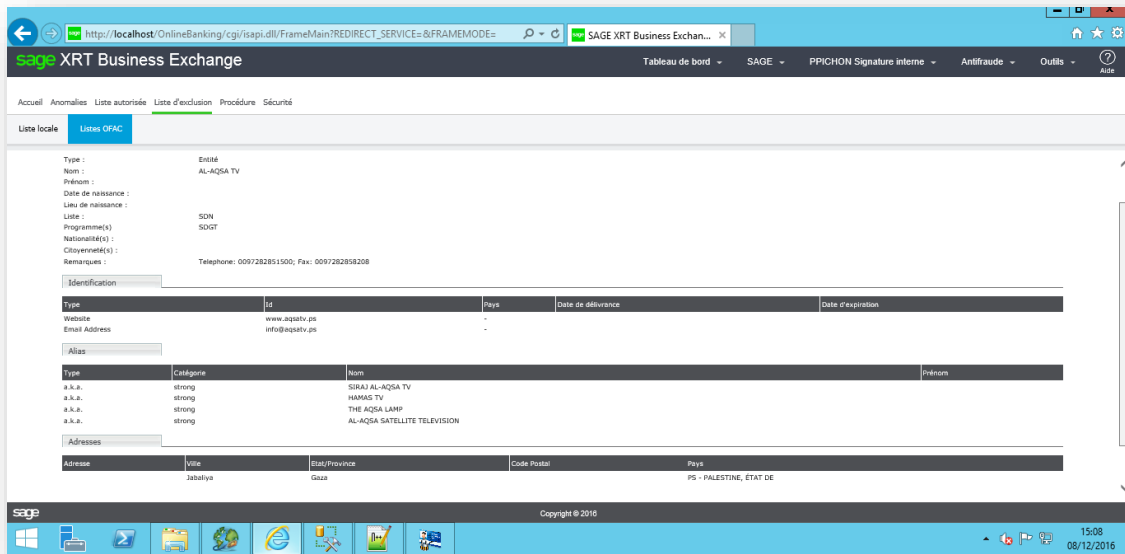 http://localhost/OnlineBanking/cgi/isapi.dll/FrameMain?REDIRECT_SERVICE=&FRAMEMODE=
SAGE XRT Business Exchan...
sage XRT Business Exchange
Tableau de bord SAGE PPICHON Signature interne Antifraude Outils Aide
Accueil Anomalies Liste autorisée Liste d'exclusion Procédure Sécurité
Liste locale Listes OFAC
Type : Entité
Nom : AL-AQSA TV
Prénom :
Date de naissance :
Lieu de naissance :
Liste : SDN
Programme(s) SDGT
Nationalité(s) :
Citoyenneté(s) :
Remarques : Telephone: 0097282851500; Fax: 0097282858208
Identification
Type Id Pays Date de délivrance Date d'expiration
Website www.aqsatv.ps -
Email Address info@aqsatv.ps -
Alias
Type Catégorie Nom Prénom
a.k.a. strong SIRAJ AL-AQSA TV
a.k.a. strong HAMAS TV
a.k.a. strong THE AQSA LAMP
a.k.a. strong AL-AQSA SATELLITE TELEVISION
Adresses
Adresse Ville Etat/Province Code Postal Pays
Jabaliya Gaza PS - PALESTINE, ÉTAT DE
sage Copyright © 2016
15:08
08/12/2016